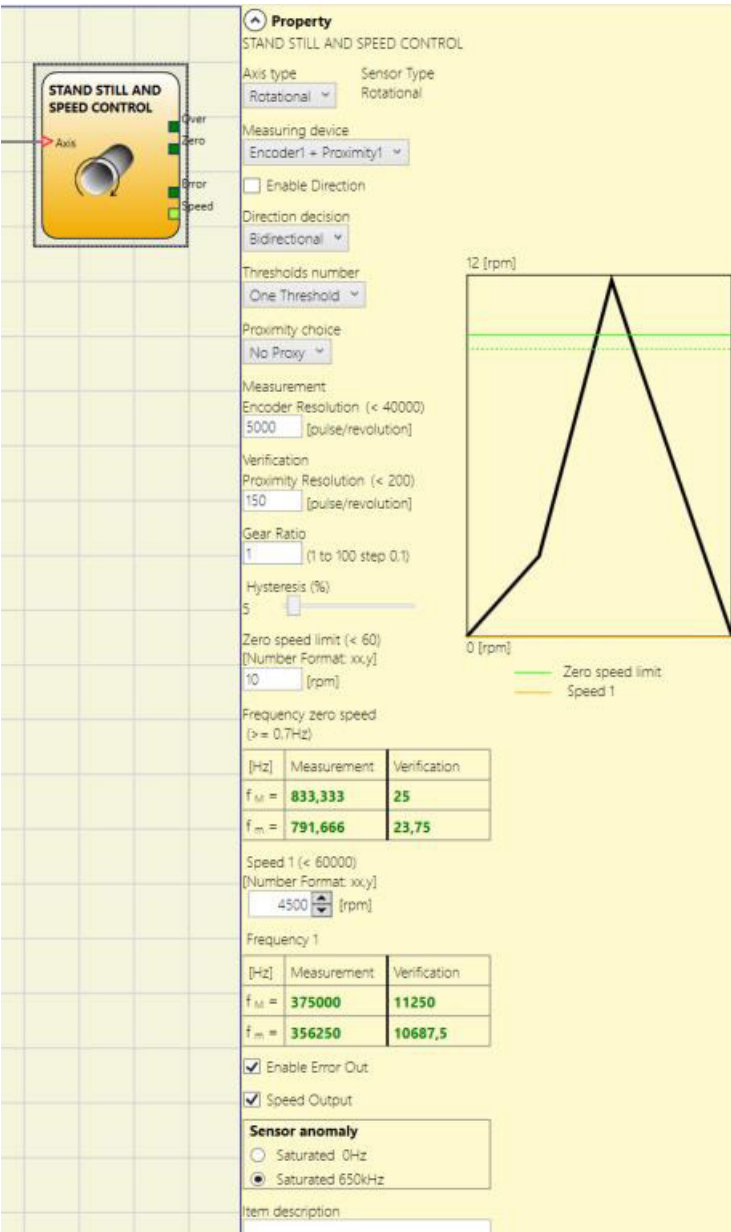 STAND STILL AND
SPEED CONTROL
Axis
Over
Zero
Error
Speed
Property
STAND STILL AND SPEED CONTROL
Axis type Sensor Type
Rotational Rotational
Measuring device
Encoder1 + Proximity1
Enable Direction
Direction decision
Bidirectional
Thresholds number
One Threshold
Proximity choice
No Proxy
Measurement
Encoder Resolution (< 40000)
5000 [pulse/revolution]
Verification
Proximity Resolution (< 200)
150 [pulse/revolution]
Gear Ratio
1 (1 to 100 step 0,1)
Hysteresis (%)
5
Zero speed limit (< 60)
[Number Format: xx,y]
10 [rpm]
Frequency zero speed
(>= 0,7Hz)
[Hz] Measurement Verification
f M = 833,333 25
f m = 791,666 23,75
Speed 1 (< 60000)
[Number Format: xx,y]
4500 [rpm]
Frequency 1
[Hz] Measurement Verification
f M = 375000 11250
f m = 356250 10687,5
Enable Error Out
Speed Output
Sensor anomaly
Saturated 0Hz
Saturated 650kHz
Item description
12 [rpm]
0 [rpm]
Zero speed limit
Speed 1